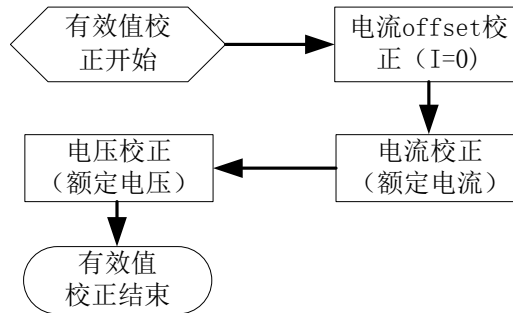 有效值校
正开始
电流offset校
正（I=0)
电流校正
（额定电流）
电压校正
（额定电压）
有效值
校正结束